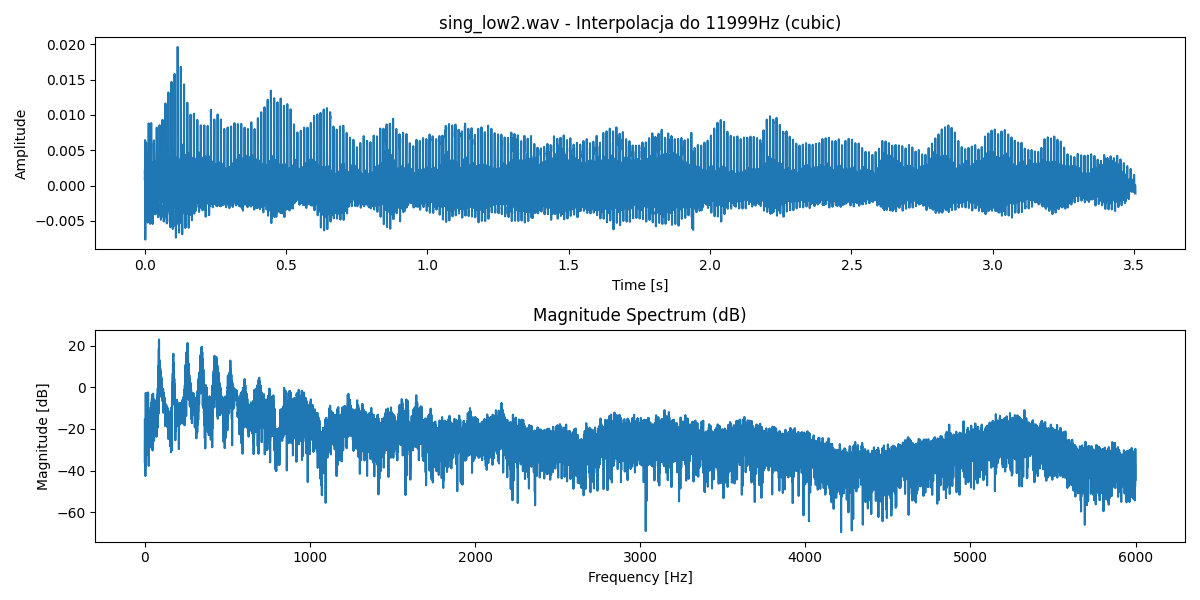 sing_low2.wav - Interpolacja do 11999Hz (cubic)
0.020
0.015
0.010
0.005
0.000
−0.005
Amplitude
0.0 0.5 1.0 1.5 2.0 2.5 3.0 3.5
Time [s]
Magnitude Spectrum (dB)
20
0
−20
−40
−60
Magnitude [dB]
0 1000 2000 3000 4000 5000 6000
Frequency [Hz]